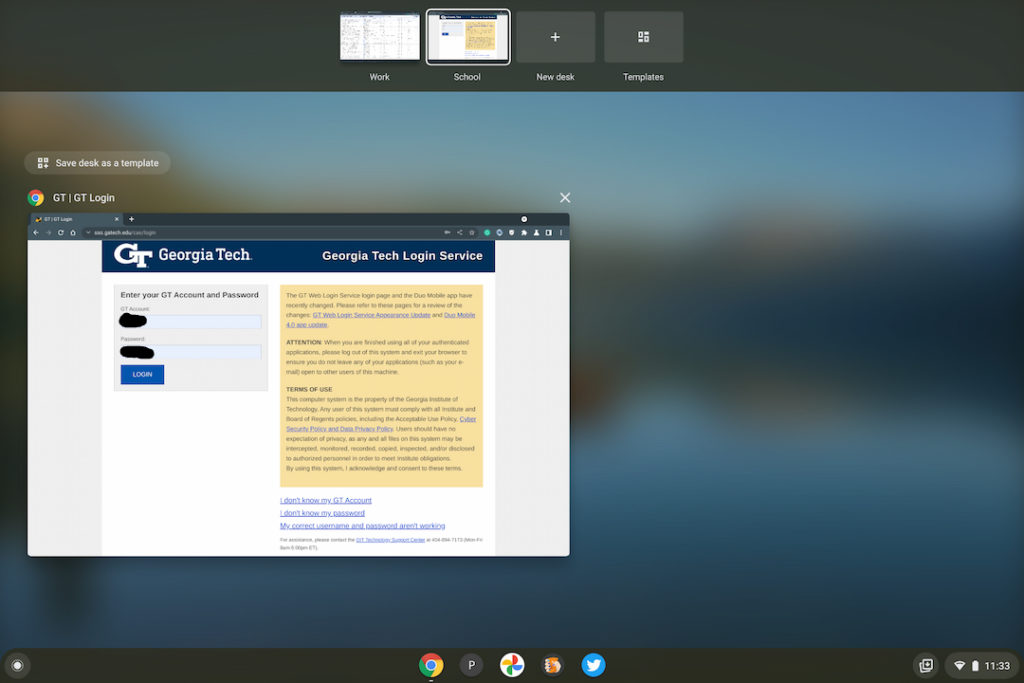 Work
School
New desk
Templates
Save desk as a template
GT | GT Login
GT | GT Login
sso.gatech.edu/cas/login
GT Georgia Tech.
Georgia Tech Login Service
Enter your GT Account and Password
GT Account:
Password:
LOGIN
The GT Web Login Service login page and the Duo Mobile app have
recently changed. Please refer to these pages for a review of the
changes: GT Web Login Service Appearance Update and Duo Mobile
4.0 app update.
ATTENTION: When you are finished using all of your authenticated
applications, please log out of this system and exit your browser to
ensure you do not leave any of your applications (such as your e-
mail) open to other users of this machine.
TERMS OF USE
This computer system is the property of the Georgia Institute of
Technology. Any user of this system must comply with all Institute and
Board of Regents policies, including the Acceptable Use Policy, Cyber
Security Policy and Data Privacy Policy. Users should have no
expectation of privacy, as any and all files on this system may be
intercepted, monitored, recorded, copied, inspected, and/or disclosed
to authorized personnel in order to meet Institute obligations.
By using this system, I acknowledge and consent to these terms.
I don't know my GT Account
I don't know my password
My correct username and password aren't working
For assistance, please contact the OIT Technology Support Center at 404-894-7173 (Mon-Fri
8am-5:00pm ET).
P
11:33